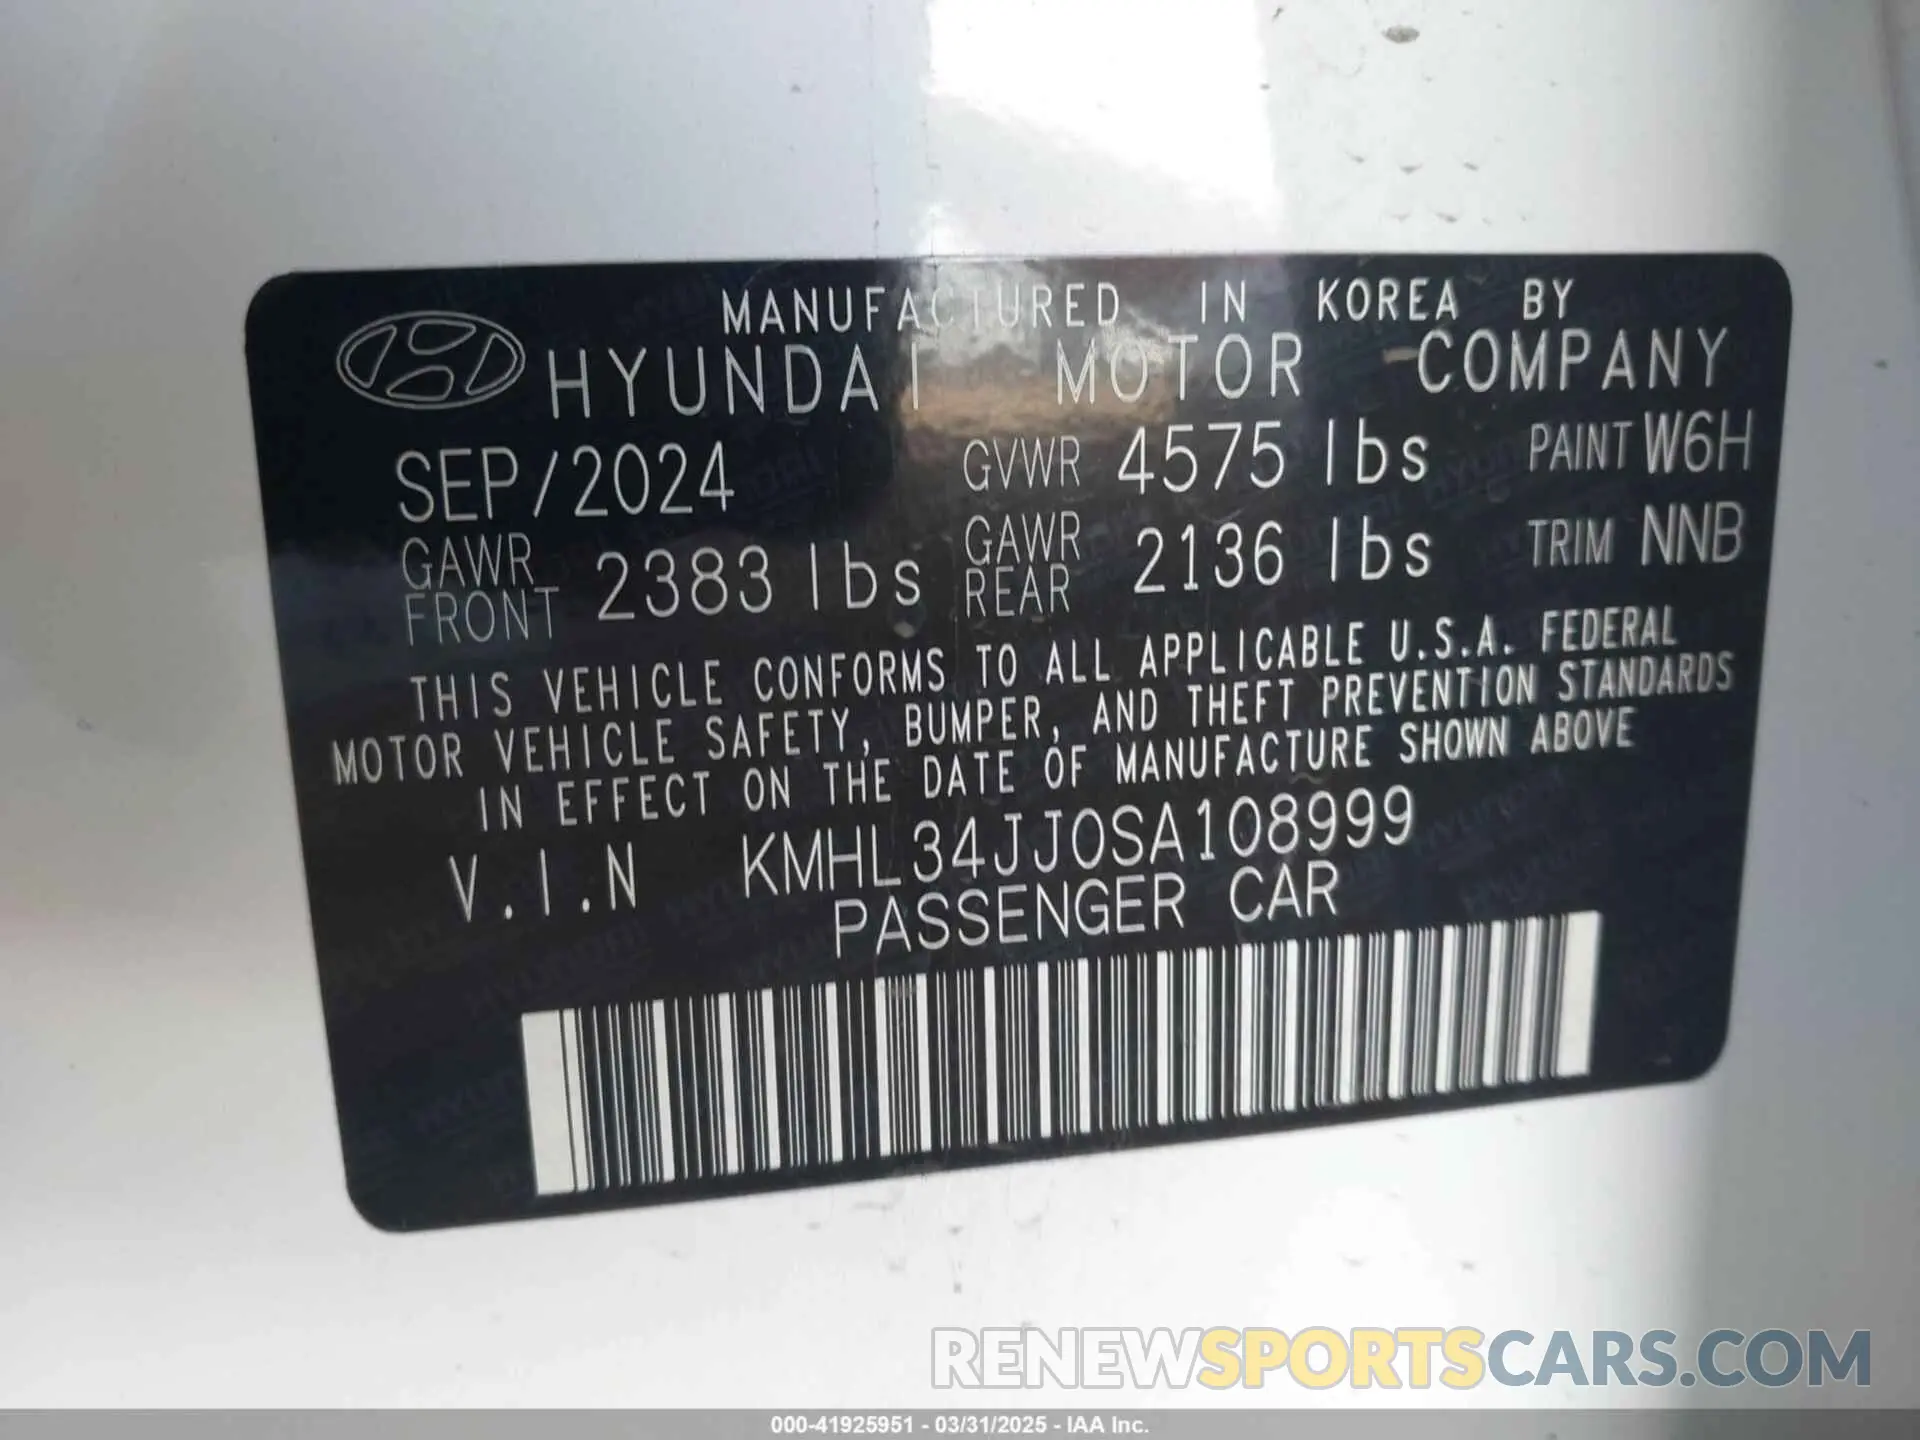 MANUFACTURED IN KOREA BY
HYUNDAI MOTOR COMPANY
SEP/2024 GVWR 4575 lbs PAINT W6H
GAWR FRONT 2383 lbs GAWR REAR 2136 lbs TRIM NNB
THIS VEHICLE CONFORMS TO ALL APPLICABLE U.S.A. FEDERAL
MOTOR VEHICLE SAFETY, BUMPER, AND THEFT PREVENTION STANDARDS
IN EFFECT ON THE DATE OF MANUFACTURE SHOWN ABOVE
V.I.N KMHL34JJ0SA108999
PASSENGER CAR
RENEWSPORTSCARS.COM
000-41925951 - 03/31/2025 - IAA Inc.